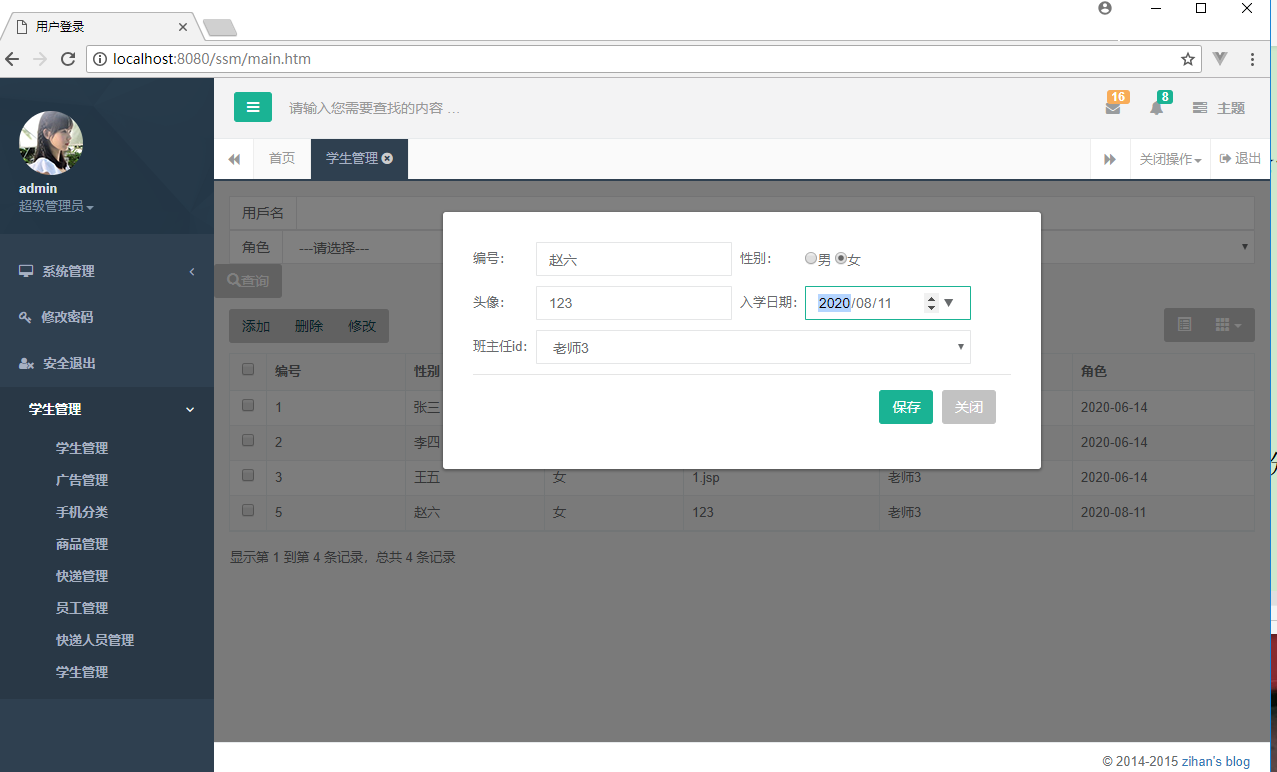 用户登录
localhost:8080/ssm/main.htm
请输入您需要查找的内容 …
16
8
主题
admin
超级管理员
首页
学生管理
关闭操作
退出
系统管理
修改密码
安全退出
学生管理
学生管理
广告管理
手机分类
商品管理
快递管理
员工管理
快递人员管理
学生管理
用戶名
角色 ---请选择---
查询
添加 删除 修改
编号 性别 角色
1 张三 2020-06-14
2 李四 2020-06-14
3 王五 女 1.jsp 老师3 2020-06-14
5 赵六 女 123 老师3 2020-08-11
显示第 1 到第 4 条记录，总共 4 条记录
编号: 赵六 性别: 男 女
头像: 123 入学日期: 2020/08/11
班主任id: 老师3
保存 关闭
© 2014-2015 zihan's blog